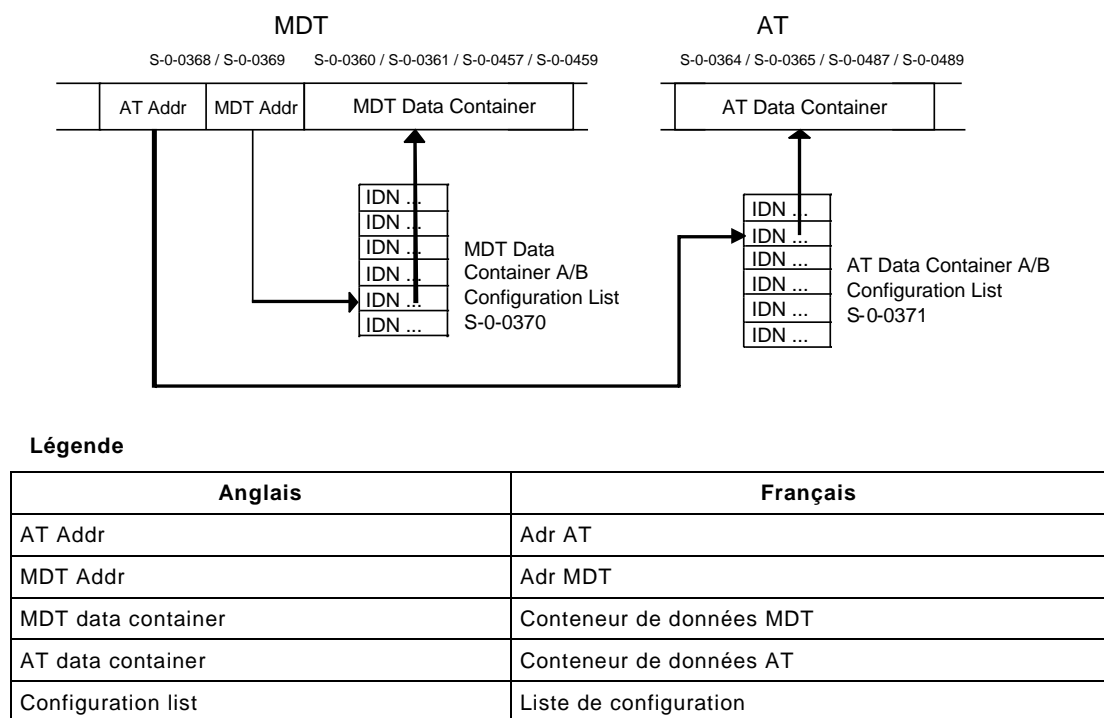 MDT
AT
S-0-0368 / S-0-0369
S-0-0360 / S-0-0361 / S-0-0457 / S-0-0459
S-0-0364 / S-0-0365 / S-0-0487 / S-0-0489
AT Addr
MDT Addr
MDT Data Container
AT Data Container
IDN ...
IDN ...
IDN ...
IDN ...
IDN ...
IDN ...
MDT Data
Container A/B
Configuration List
S-0-0370
IDN ...
IDN ...
IDN ...
IDN ...
IDN ...
IDN ...
AT Data Container A/B
Configuration List
S-0-0371
Légende
Anglais
Français
AT Addr
Adr AT
MDT Addr
Adr MDT
MDT data container
Conteneur de données MDT
AT data container
Conteneur de données AT
Configuration list
Liste de configuration